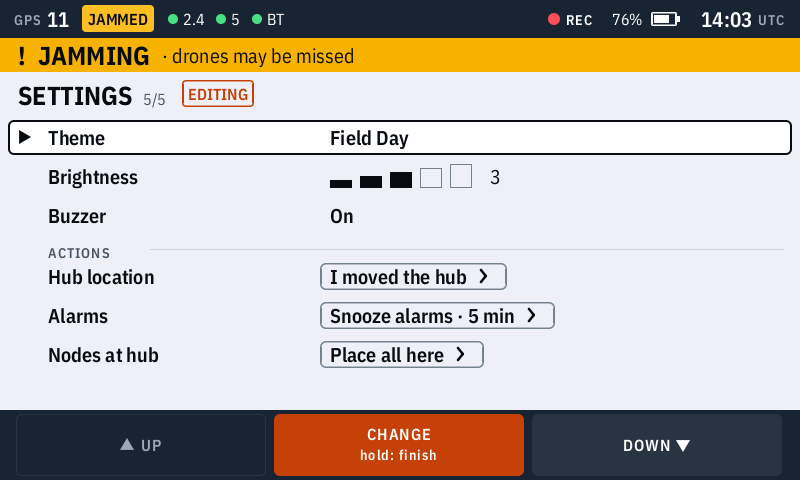 GPS 11 JAMMED 2.4 5 BT REC 76% 14:03 UTC
! JAMMING · drones may be missed
SETTINGS 5/5 EDITING
Theme Field Day
Brightness 3
Buzzer On
ACTIONS
Hub location I moved the hub
Alarms Snooze alarms · 5 min
Nodes at hub Place all here
UP CHANGE DOWN
hold: finish